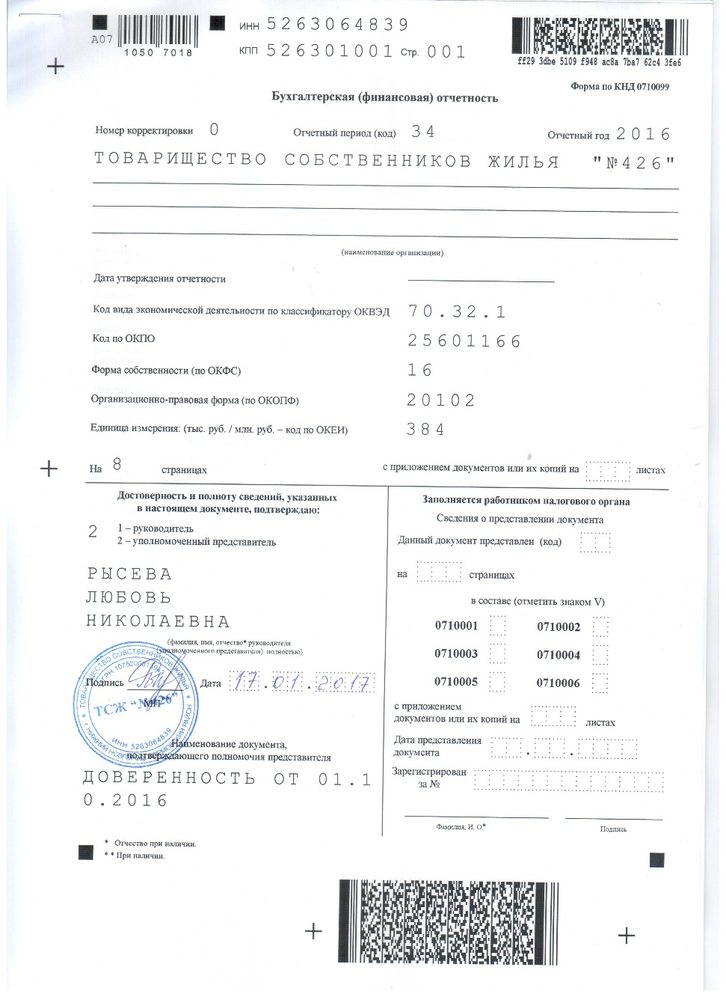 А07
1050 7018
ИНН 5263064839
КПП 526301001 Стр. 001
ff29 3dbe 5109 f948 ac8a 7ba7 62c4 3fe6
Форма по КНД 0710099
Бухгалтерская (финансовая) отчетность
Номер корректировки 0 Отчетный период (код) 34 Отчетный год 2016
ТОВАРИЩЕСТВО СОБСТВЕННИКОВ ЖИЛЬЯ "№426"
(наименование организации)
Дата утверждения отчетности
Код вида экономической деятельности по классификатору ОКВЭД 70.32.1
Код по ОКПО 25601166
Форма собственности (по ОКФС) 16
Организационно-правовая форма (по ОКОПФ) 20102
Единица измерения: (тыс. руб. / млн. руб. – код по ОКЕИ) 384
На 8 страницах с приложением документов или их копий на листах
Достоверность и полноту сведений, указанных
в настоящем документе, подтверждаю:
2 1 – руководитель
2 – уполномоченный представитель
РЫСЕВА
ЛЮБОВЬ
НИКОЛАЕВНА
(фамилия, имя, отчество* руководителя
(уполномоченного представителя) полностью)
Подпись Дата 17.01.2017
МП**
ТОВАРИЩЕСТВО СОБСТВЕННИКОВ ЖИЛЬЯ
ТСЖ "№426"
ИНН 5263064839
Наименование документа,
подтверждающего полномочия представителя
ДОВЕРЕННОСТЬ ОТ 01.1
0.2016
* Отчество при наличии.
** При наличии.
Заполняется работником налогового органа
Сведения о представлении документа
Данный документ представлен (код)
на страницах
в составе (отметить знаком V)
0710001 0710002
0710003 0710004
0710005 0710006
с приложением
документов или их копий на листах
Дата представления
документа
Зарегистрирован
за №
Фамилия, И. О.* Подпись